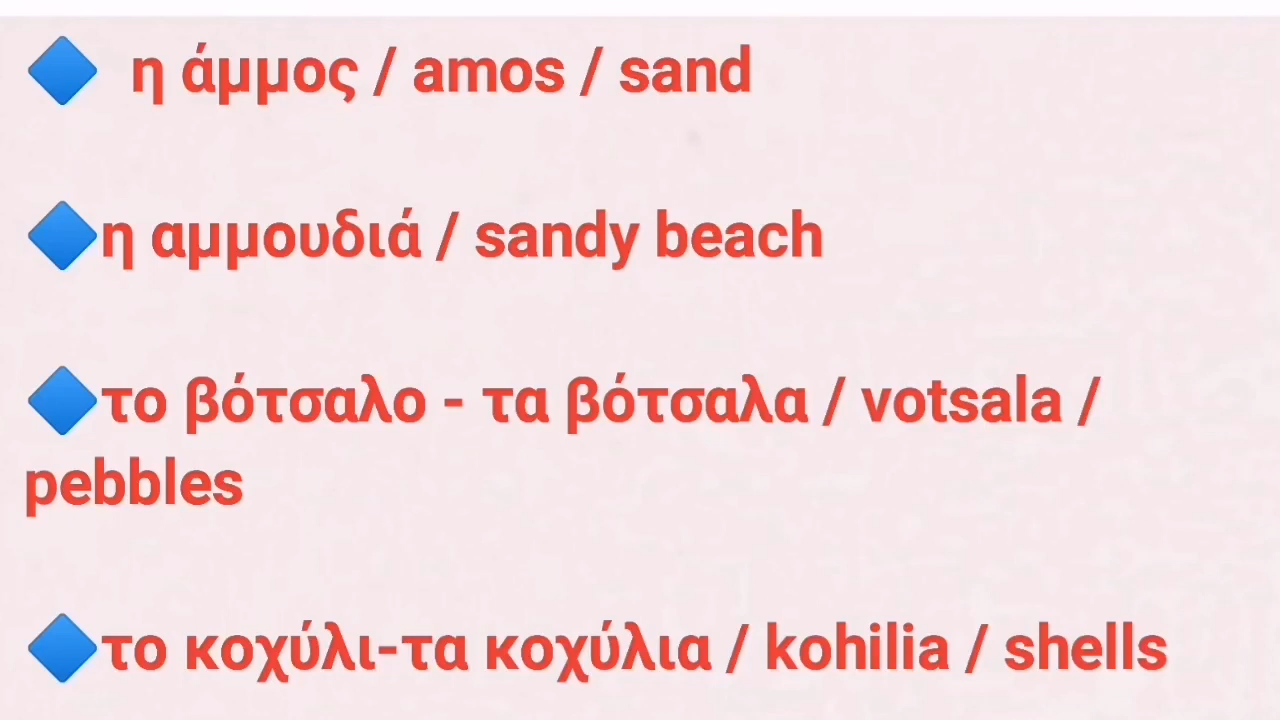 🔷 η άμμος / amos / sand
🔷η αμμουδιά / sandy beach
🔷το βότσαλο - τα βότσαλα / votsala /
pebbles
🔷το κοχύλι-τα κοχύλια / kohilia / shells